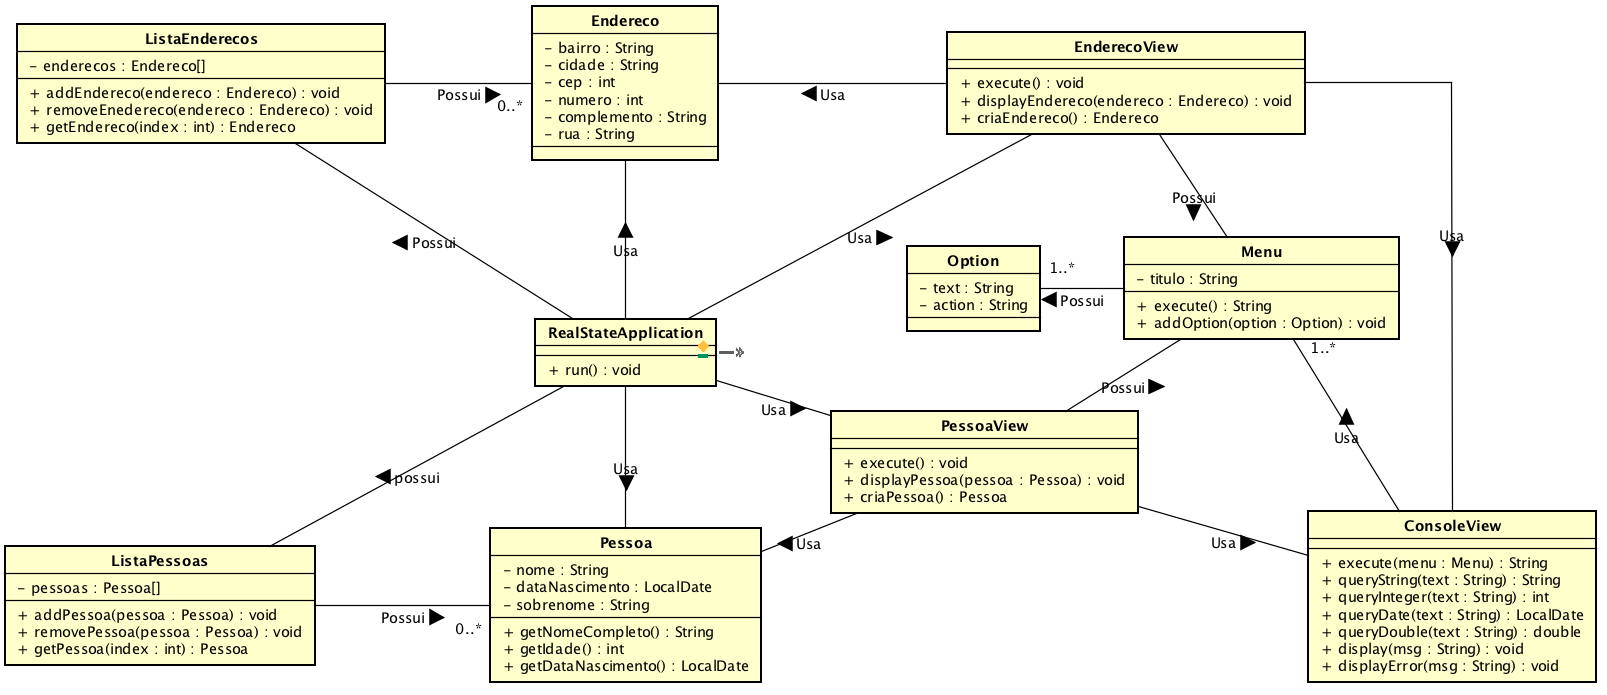 ListaEnderecos
– enderecos : Endereco[]
+ addEndereco(endereco : Endereco) : void
+ removeEnedereco(endereco : Endereco) : void
+ getEndereco(index : int) : Endereco
Possui
0..*
Endereco
– bairro : String
– cidade : String
– cep : int
– numero : int
– complemento : String
– rua : String
Usa
EnderecoView
+ execute() : void
+ displayEndereco(endereco : Endereco) : void
+ criaEndereco() : Endereco
Possui
Usa
Usa
Possui
Usa
Option
– text : String
– action : String
1..*
Possui
Menu
– titulo : String
+ execute() : String
+ addOption(option : Option) : void
1..*
RealStateApplication
+ run() : void
Usa
Possui
PessoaView
+ execute() : void
+ displayPessoa(pessoa : Pessoa) : void
+ criaPessoa() : Pessoa
Usa
possui
Usa
Usa
Usa
ListaPessoas
– pessoas : Pessoa[]
+ addPessoa(pessoa : Pessoa) : void
+ removePessoa(pessoa : Pessoa) : void
+ getPessoa(index : int) : Pessoa
Possui
0..*
Pessoa
– nome : String
– dataNascimento : LocalDate
– sobrenome : String
+ getNomeCompleto() : String
+ getIdade() : int
+ getDataNascimento() : LocalDate
ConsoleView
+ execute(menu : Menu) : String
+ queryString(text : String) : String
+ queryInteger(text : String) : int
+ queryDate(text : String) : LocalDate
+ queryDouble(text : String) : double
+ display(msg : String) : void
+ displayError(msg : String) : void